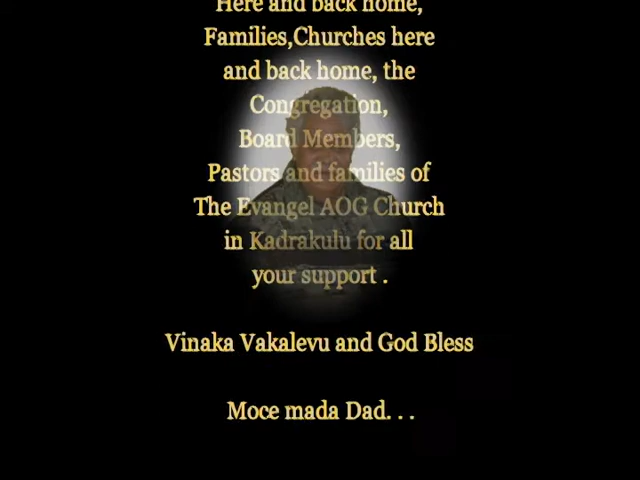 Here and back home,
Families,Churches here
and back home, the
Congregation,
Board Members,
Pastors and families of
The Evangel AOG Church
in Kadrakulu for all
your support .
Vinaka Vakalevu and God Bless
Moce mada Dad. . .